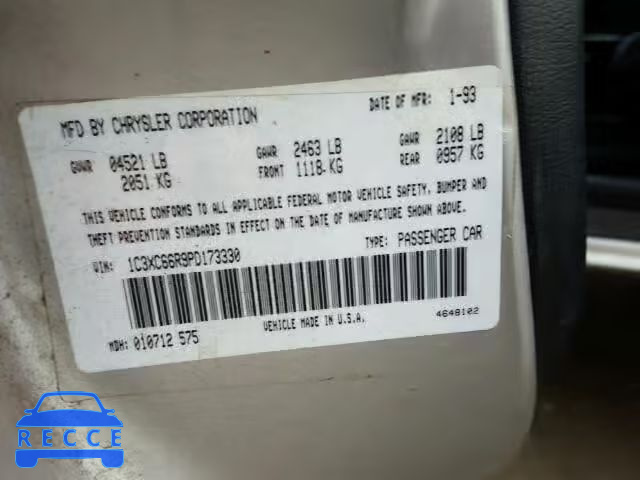 MFD BY CHRYSLER CORPORATION DATE OF MFR: 1-93
GVWR 04521 LB GAWR 2463 LB GAWR 2108 LB
2051 KG FRONT 1118 KG REAR 0957 KG
THIS VEHICLE CONFORMS TO ALL APPLICABLE FEDERAL MOTOR VEHICLE SAFETY, BUMPER AND
THEFT PREVENTION STANDARDS IN EFFECT ON THE DATE OF MANUFACTURE SHOWN ABOVE.
VIN: 1C3XC66R9PD173330 TYPE: PASSENGER CAR
MDH: 010712 575 VEHICLE MADE IN U.S.A. 4648102
RECCE